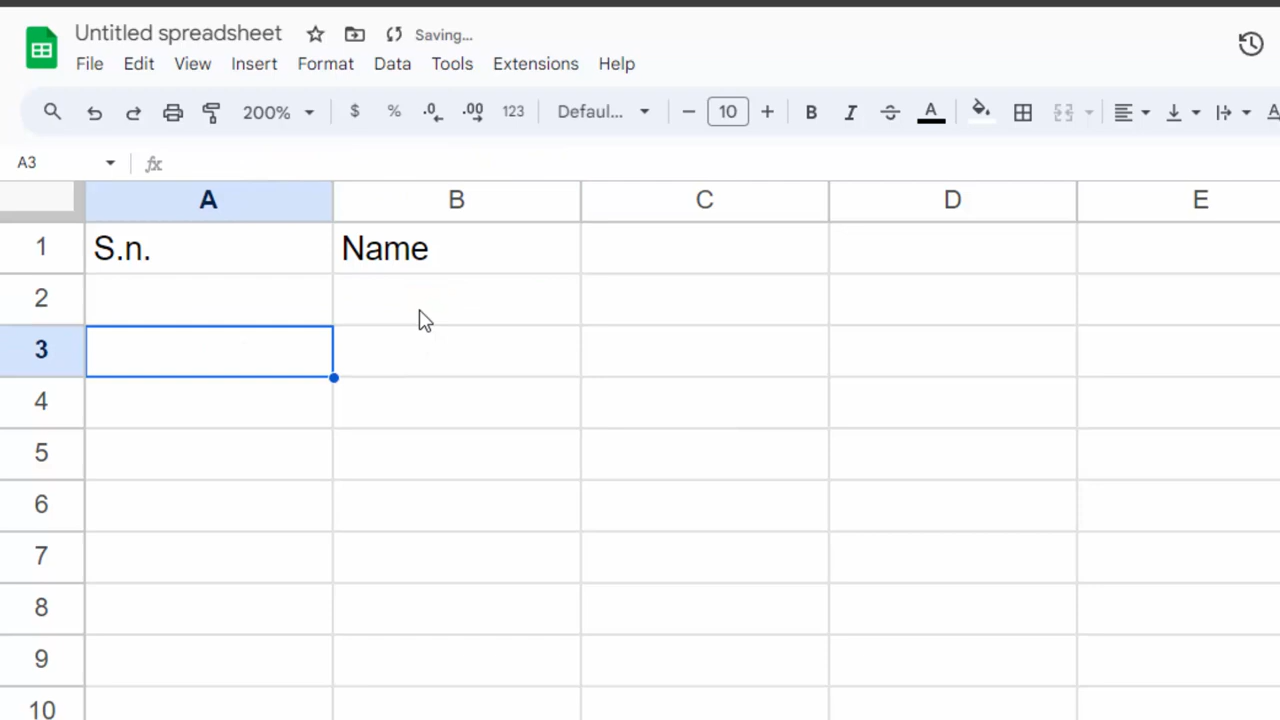 Untitled spreadsheet Saving...
File Edit View Insert Format Data Tools Extensions Help
200% $ % .0 .00 123 Defaul... 10 B I A
A3 fx
A B C D E
1 S.n. Name
2
3
4
5
6
7
8
9
10